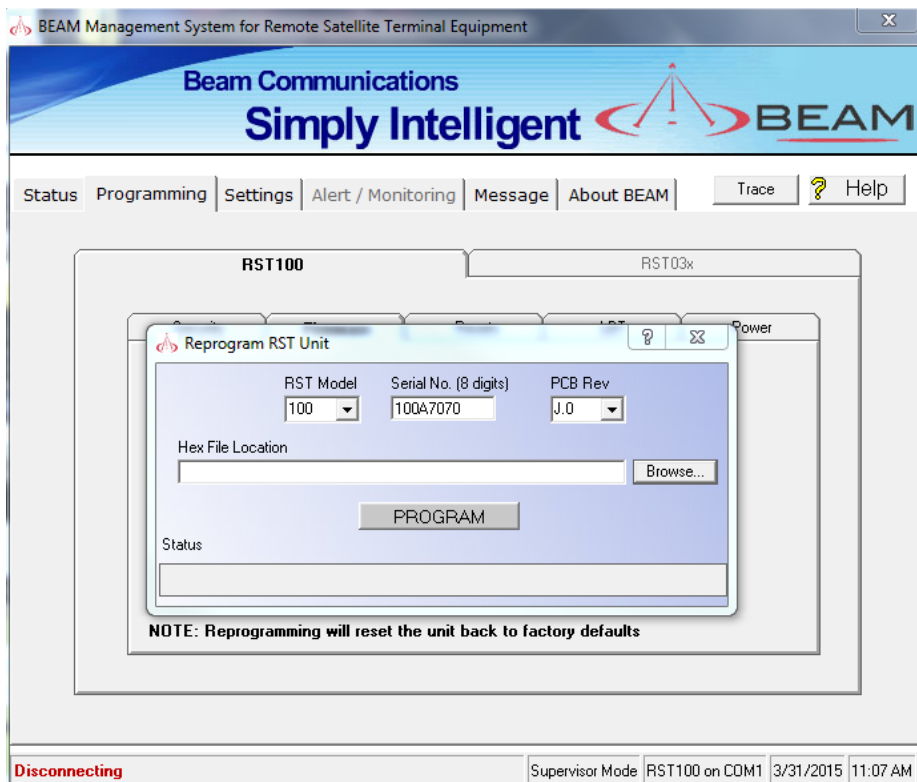 BEAM Management System for Remote Satellite Terminal Equipment
Beam Communications
Simply Intelligent
BEAM
Status Programming Settings Alert / Monitoring Message About BEAM Trace ? Help
RST100 RST03x
Power
Reprogram RST Unit
RST Model Serial No. (8 digits) PCB Rev
100 100A7070 J.0
Hex File Location
Browse...
PROGRAM
Status
NOTE: Reprogramming will reset the unit back to factory defaults
Disconnecting Supervisor Mode RST100 on COM1 3/31/2015 11:07 AM